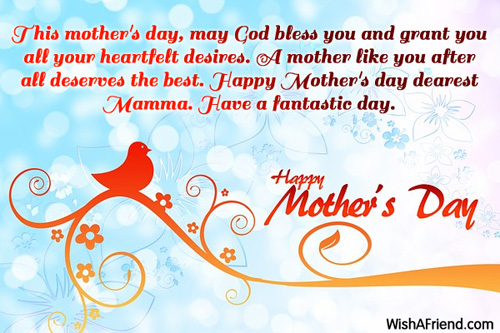 This mother's day, may God bless you and grant you
all your heartfelt desires. A mother like you after
all deserves the best. Happy Mother's day dearest
Mamma. Have a fantastic day.
Happy
Mother's Day
WishAFriend.com